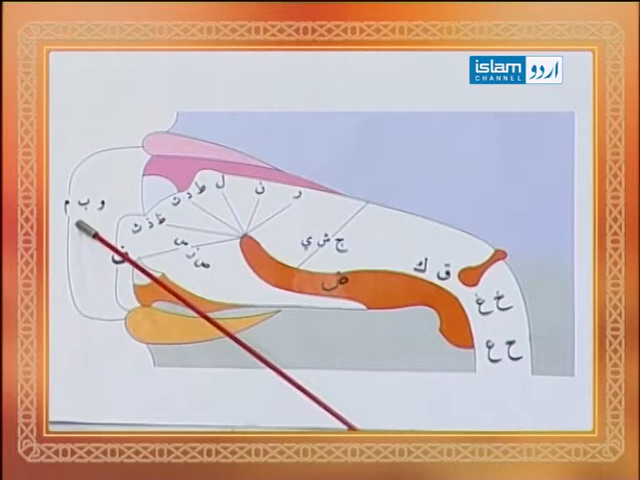 islam
CHANNEL
اردو
و ب م
ط د ت
ل
ن
ر
ظ ذ ث
ص ز س
ج ش ي
ض
ق ك
خ غ
ح ع